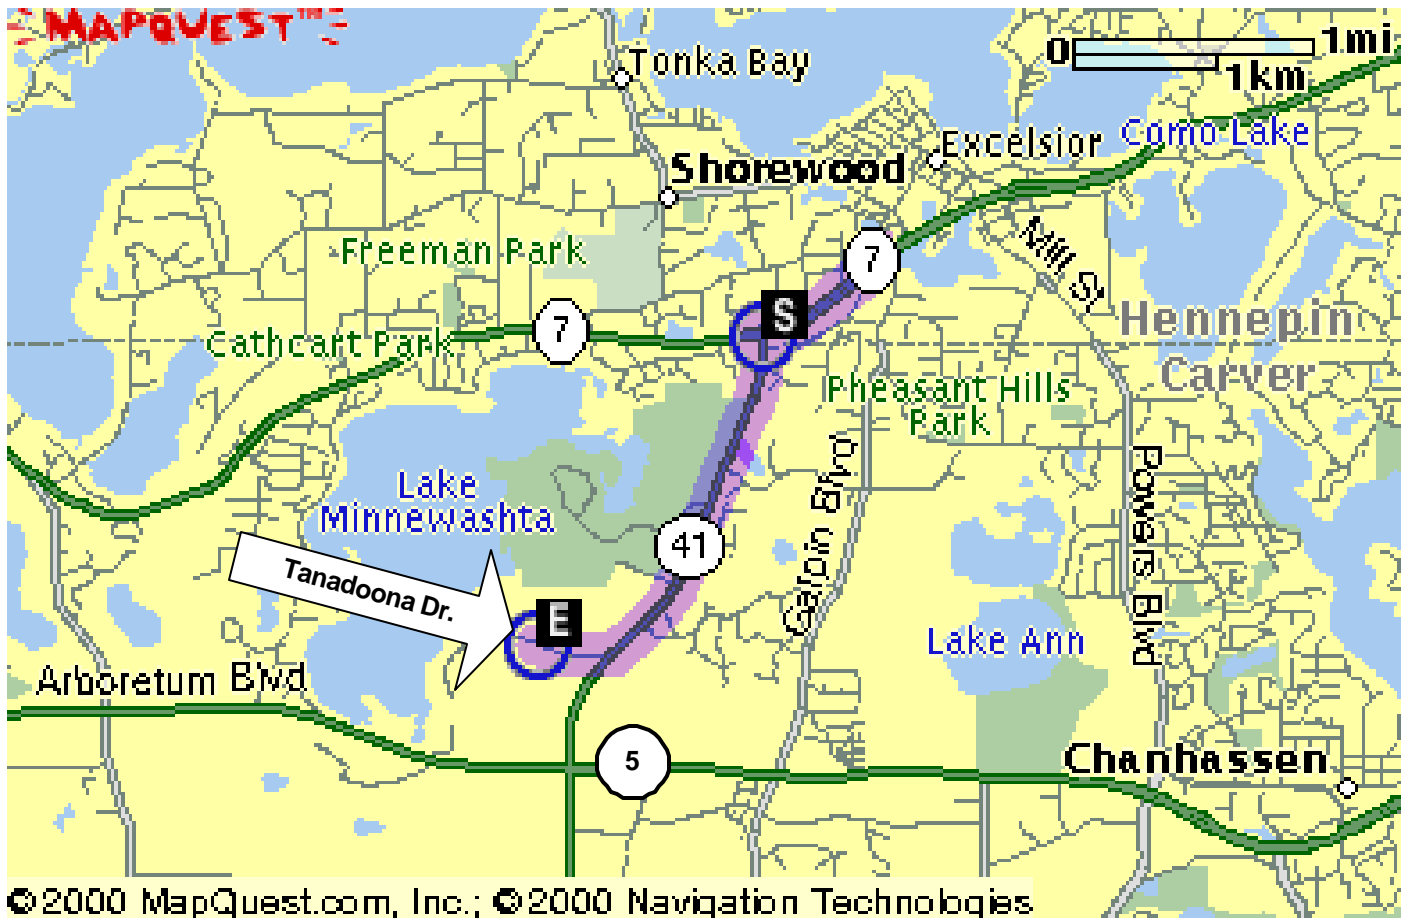 MAPQUEST™
0 1mi
1km
Tonka Bay
Excelsior
Como Lake
Shorewood
Freeman Park
7
Mill St
7
S
Hennepin
Cathcart Park
Carver
Pheasant Hills
Park
Galpin Blvd
Powers Blvd
Lake
Minnewashta
41
Tanadoona Dr.
E
Lake Ann
Arboretum Blvd
5
Chanhassen
©2000 MapQuest.com, Inc.; ©2000 Navigation Technologies